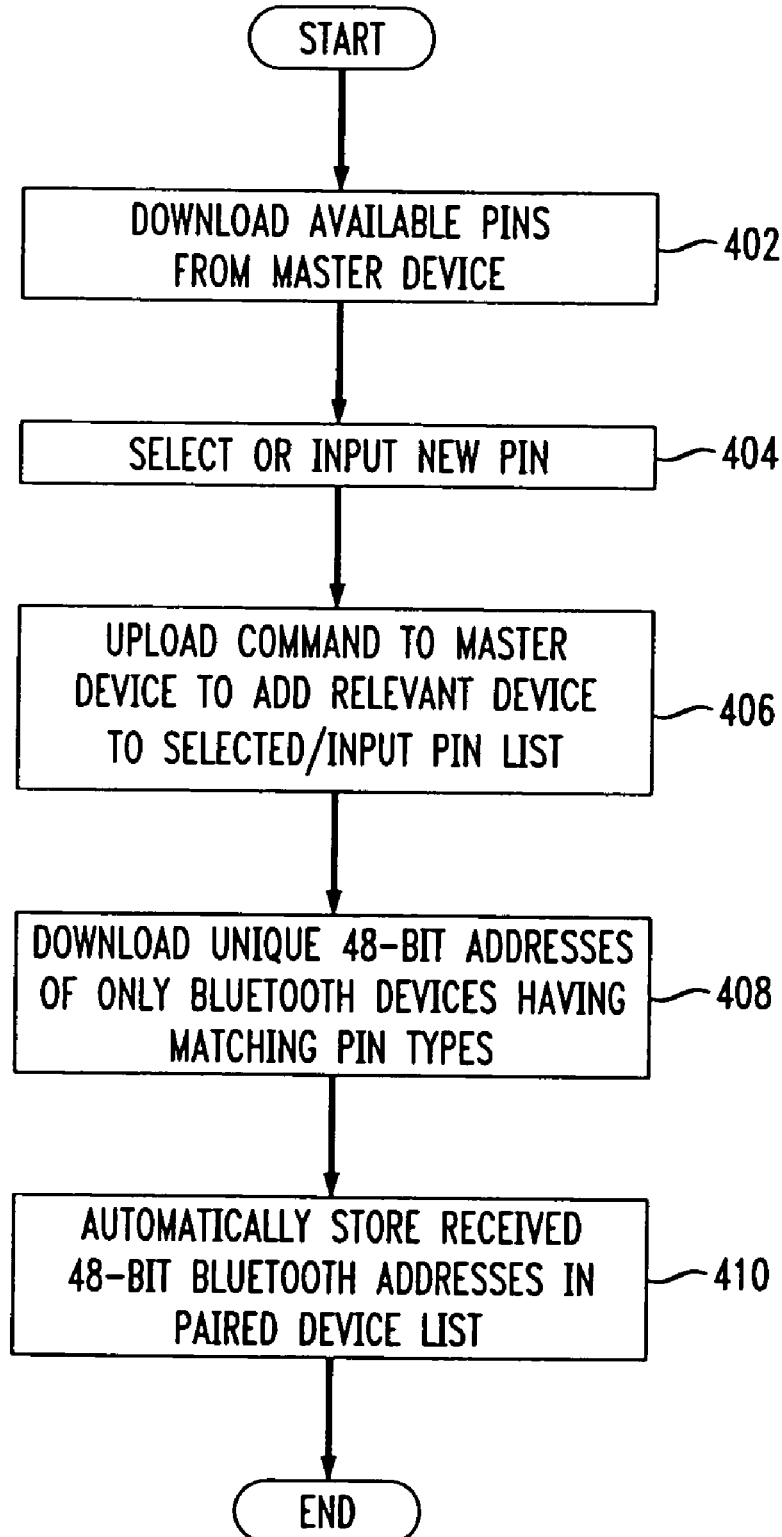 START
DOWNLOAD AVAILABLE PINS
FROM MASTER DEVICE
402
SELECT OR INPUT NEW PIN
404
UPLOAD COMMAND TO MASTER
DEVICE TO ADD RELEVANT DEVICE
TO SELECTED/INPUT PIN LIST
406
DOWNLOAD UNIQUE 48-BIT ADDRESSES
OF ONLY BLUETOOTH DEVICES HAVING
MATCHING PIN TYPES
408
AUTOMATICALLY STORE RECEIVED
48-BIT BLUETOOTH ADDRESSES IN
PAIRED DEVICE LIST
410
END